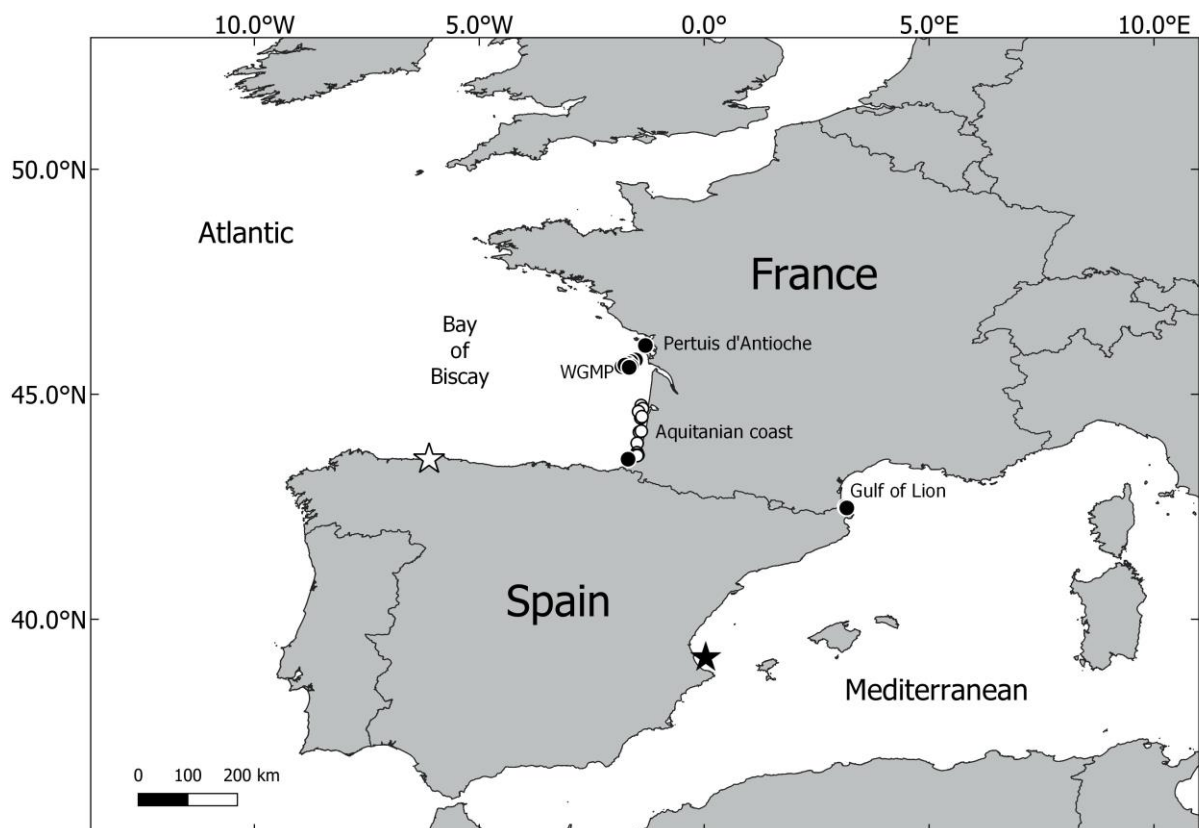 10.0°W 5.0°W 0.0° 5.0°E 10.0°E
50.0°N
Atlantic
France
Bay
of
Biscay
Pertuis d'Antioche
WGMP
45.0°N
Aquitanian coast
Gulf of Lion
Spain
40.0°N
Mediterranean
0 100 200 km